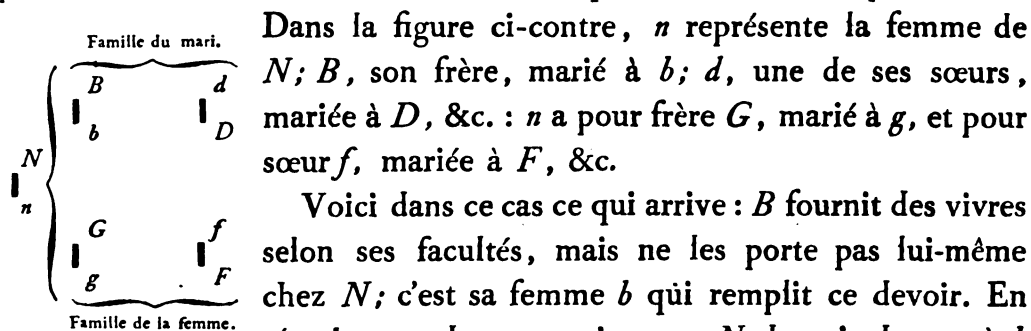 Famille du mari.
B d
b D
N
n
G f
g F
Famille de la femme.
Dans la figure ci-contre, n représente la femme de
N; B, son frère, marié à b; d, une de ses sœurs,
mariée à D, &c. : n a pour frère G, marié à g, et pour
sœur f, mariée à F, &c.
Voici dans ce cas ce qui arrive : B fournit des vivres
selon ses facultés, mais ne les porte pas lui-même
chez N; c'est sa femme b qui remplit ce devoir. En